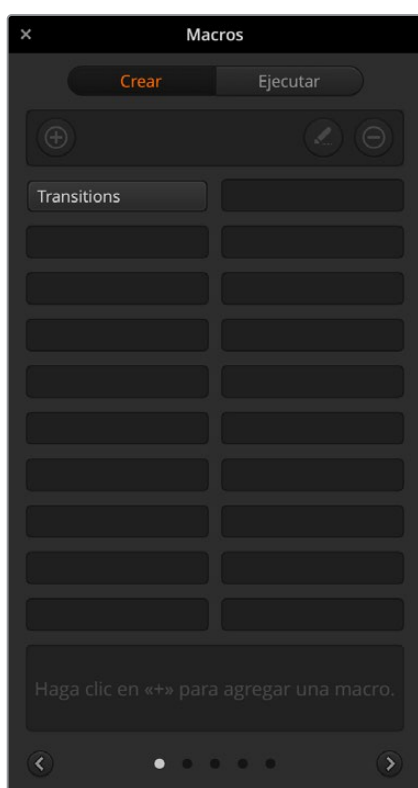 Macros
Crear
Ejecutar
Transitions
Haga clic en «+» para agregar una macro.